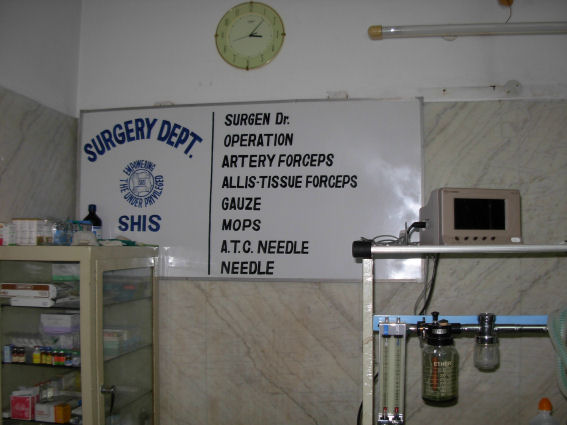 SURGERY DEPT.
EMPOWERING
THE UNDER PRIVILEGED
SHIS
SURGEN Dr.
OPERATION
ARTERY FORCEPS
ALLIS-TISSUE FORCEPS
GAUZE
MOPS
A.T.C. NEEDLE
NEEDLE
ETHER